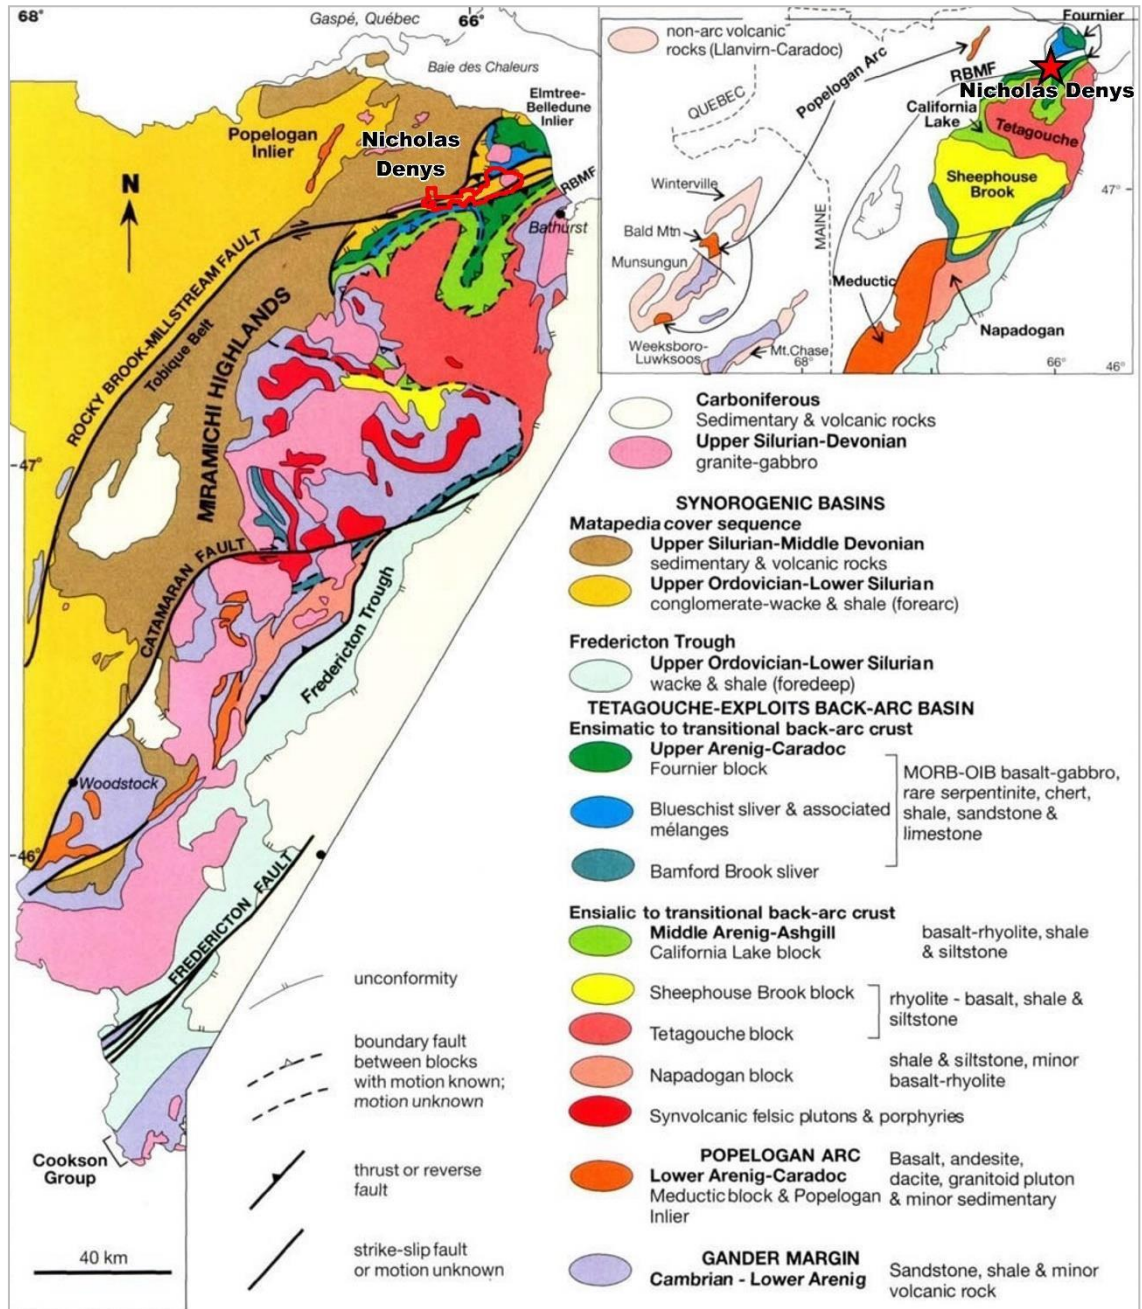 68°
Gaspé, Québec
66°
Baie des Chaleurs
Elmtree-
Belledune
Inlier
Popelogan
Inlier
Nicholas
Denys
N
RBMF
Bathurst
ROCKY BROOK-MILLSTREAM FAULT
Tobique Belt
MIRAMICHI HIGHLANDS
47°
CATAMARAN FAULT
Fredericton Trough
Woodstock
46°
FREDERICTON FAULT
Cookson
Group
40 km
unconformity
boundary fault
between blocks
with motion known;
motion unknown
thrust or reverse
fault
strike-slip fault
or motion unknown
non-arc volcanic
rocks (Llanvirn-Caradoc)
Popelogan Arc
Fournier
RBMF
Nicholas Denys
QUEBEC
California
Lake
Tetagouche
Sheephouse
Brook
47°
Winterville
MAINE
Bald Mtn
Munsungun
Meductic
Napadogan
Weeksboro-
Luwksoos
Mt.Chase
68°
66°
46°
Carboniferous
Sedimentary & volcanic rocks
Upper Silurian-Devonian
granite-gabbro
SYNOROGENIC BASINS
Matapedia cover sequence
Upper Silurian-Middle Devonian
sedimentary & volcanic rocks
Upper Ordovician-Lower Silurian
conglomerate-wacke & shale (forearc)
Fredericton Trough
Upper Ordovician-Lower Silurian
wacke & shale (foredeep)
TETAGOUCHE-EXPLOITS BACK-ARC BASIN
Ensimatic to transitional back-arc crust
Upper Arenig-Caradoc
Fournier block
Blueschist sliver & associated
mélanges
Bamford Brook sliver
MORB-OIB basalt-gabbro,
rare serpentinite, chert,
shale, sandstone &
limestone
Ensialic to transitional back-arc crust
Middle Arenig-Ashgill
California Lake block
basalt-rhyolite, shale
& siltstone
Sheephouse Brook block
Tetagouche block
rhyolite - basalt, shale &
siltstone
Napadogan block
shale & siltstone, minor
basalt-rhyolite
Synvolcanic felsic plutons & porphyries
POPELOGAN ARC
Lower Arenig-Caradoc
Meductic block & Popelogan
Inlier
Basalt, andesite,
dacite, granitoid pluton
& minor sedimentary
GANDER MARGIN
Cambrian - Lower Arenig
Sandstone, shale & minor
volcanic rock